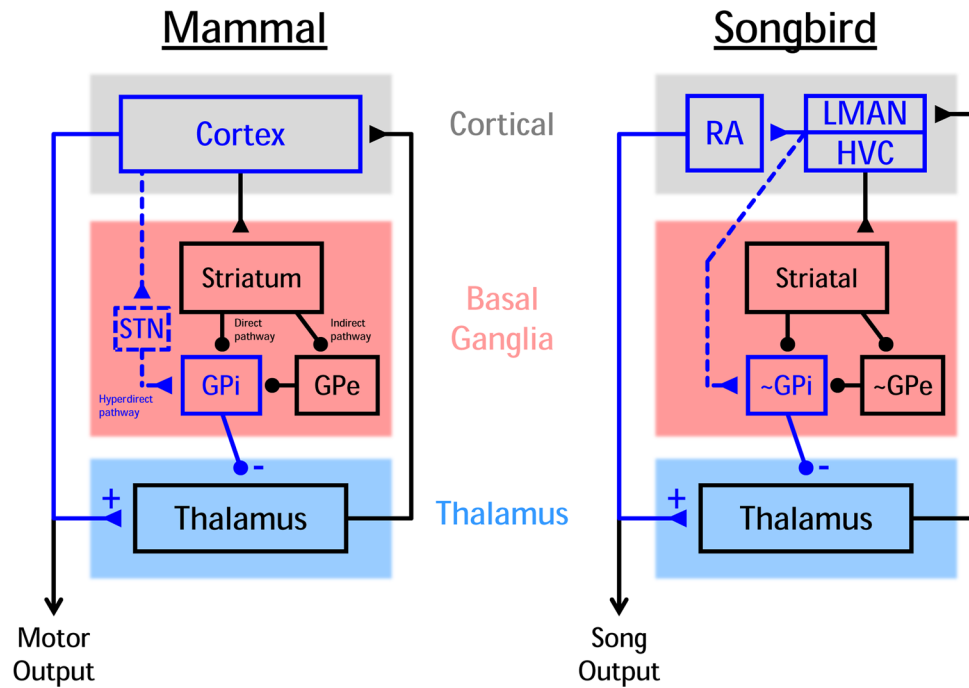 Mammal
Songbird
Cortex
Cortical
RA
LMAN
HVC
Striatum
Striatal
Basal
Ganglia
STN
Direct
pathway
Indirect
pathway
GPi
GPe
~GPi
~GPe
Hyperdirect
pathway
-
-
+
+
Thalamus
Thalamus
Thalamus
Motor
Output
Song
Output